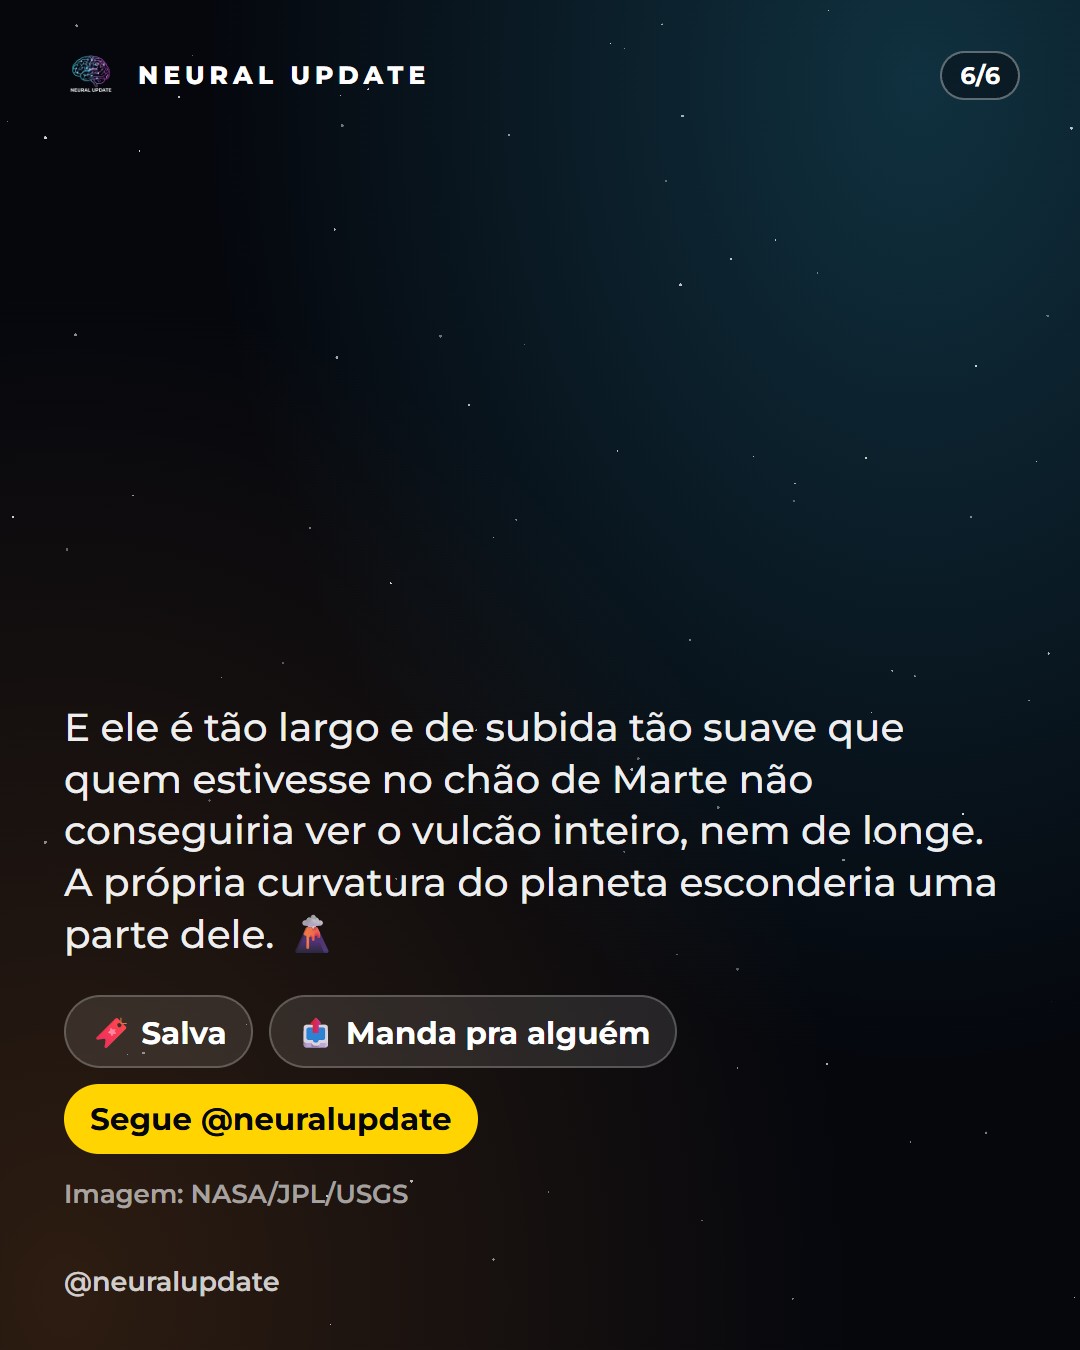 NEURAL UPDATE
NEURAL UPDATE
6/6
E ele é tão largo e de subida tão suave que
quem estivesse no chão de Marte não
conseguiria ver o vulcão inteiro, nem de longe.
A própria curvatura do planeta esconderia uma
parte dele. 🌋
🔖 Salva
📤 Manda pra alguém
Segue @neuralupdate
Imagem: NASA/JPL/USGS
@neuralupdate